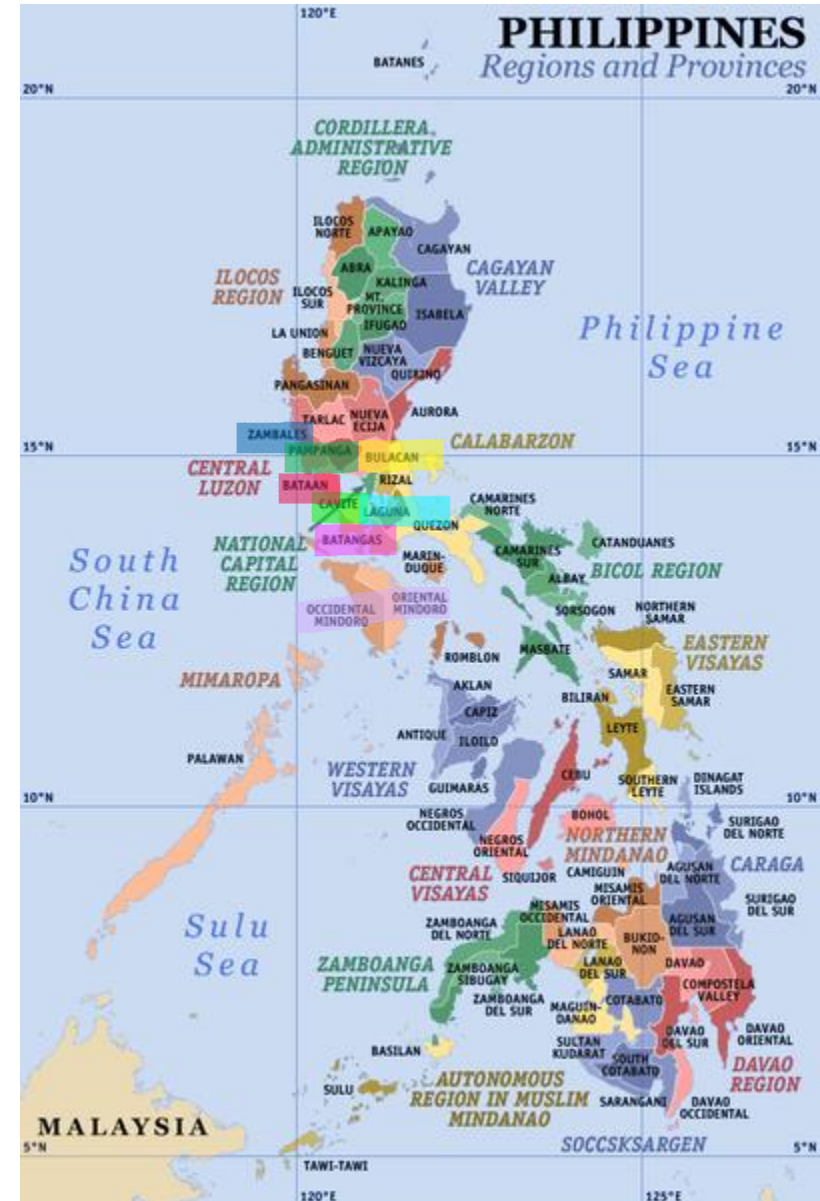 120°E
PHILIPPINES
Regions and Provinces
BATANES
20°N
20°N
CORDILLERA
ADMINISTRATIVE
REGION
ILOCOS
NORTE
APAYAO
CAGAYAN
ABRA
CAGAYAN
VALLEY
ILOCOS
REGION
KALINGA
ILOCOS
SUR
MT.
PROVINCE
ISABELA
IFUGAO
LA UNION
Philippine
Sea
BENGUET
NUEVA
VIZCAYA
QUIRINO
PANGASINAN
AURORA
TARLAC
NUEVA
ECIJA
ZAMBALES
CALABARZON
15°N
15°N
PAMPANGA
BULACAN
CENTRAL
LUZON
BATAAN
RIZAL
CAVITE
LAGUNA
CAMARINES
NORTE
QUEZON
NATIONAL
CAPITAL
REGION
BATANGAS
CATANDUANES
MARIN-
DUQUE
CAMARINES
SUR
South
China
Sea
ALBAY
BICOL REGION
OCCIDENTAL
MINDORO
ORIENTAL
MINDORO
SORSOGON
NORTHERN
SAMAR
ROMBLON
MASBATE
EASTERN
VISAYAS
MIMAROPA
SAMAR
AKLAN
BILIRAN
EASTERN
SAMAR
CAPIZ
ANTIQUE
ILOILO
LEYTE
PALAWAN
WESTERN
VISAYAS
CEBU
GUIMARAS
SOUTHERN
LEYTE
DINAGAT
ISLANDS
10°N
10°N
NEGROS
OCCIDENTAL
BOHOL
SURIGAO
DEL NORTE
NEGROS
ORIENTAL
NORTHERN
MINDANAO
CENTRAL
VISAYAS
SIQUIJOR
CAMIGUIN
AGUSAN
DEL NORTE
CARAGA
MISAMIS
ORIENTAL
SURIGAO
DEL SUR
MISAMIS
OCCIDENTAL
Sulu
Sea
ZAMBOANGA
DEL NORTE
LANAO
DEL NORTE
BUKID-
NON
AGUSAN
DEL SUR
ZAMBOANGA
PENINSULA
ZAMBOANGA
SIBUGAY
LANAO
DEL SUR
DAVAO
COMPOSTELA
VALLEY
ZAMBOANGA
DEL SUR
MAGUIN-
DANAO
COTABATO
DAVAO
DEL SUR
DAVAO
ORIENTAL
BASILAN
SULTAN
KUDARAT
SOUTH
COTABATO
DAVAO
REGION
SULU
AUTONOMOUS
REGION IN MUSLIM
MINDANAO
SARANGANI
DAVAO
OCCIDENTAL
MALAYSIA
SOCCSKSARGEN
5°N
5°N
TAWI-TAWI
120°E
125°E